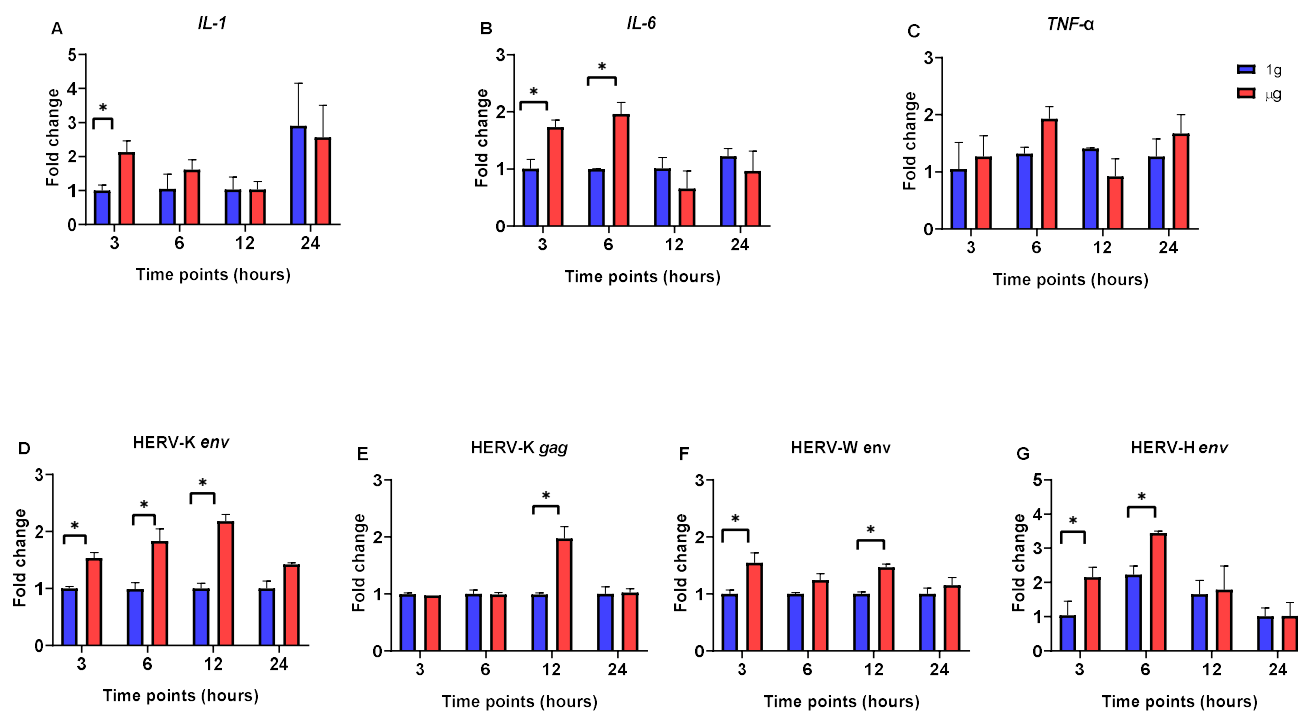 A
IL-1
Fold change
5
4
3
2
1
0
*
3 6 12 24
Time points (hours)
B
IL-6
Fold change
3
2
1
0
* *
3 6 12 24
Time points (hours)
C
TNF-α
Fold change
3
2
1
0
3 6 12 24
Time points (hours)
1g
μg
D
HERV-K env
Fold change
3
2
1
0
* * *
3 6 12 24
Time points (hours)
E
HERV-K gag
Fold change
3
2
1
0
*
3 6 12 24
Time points (hours)
F
HERV-W env
Fold change
3
2
1
0
* *
3 6 12 24
Time points (hours)
G
HERV-H env
Fold change
5
4
3
2
1
0
* *
3 6 12 24
Time points (hours)